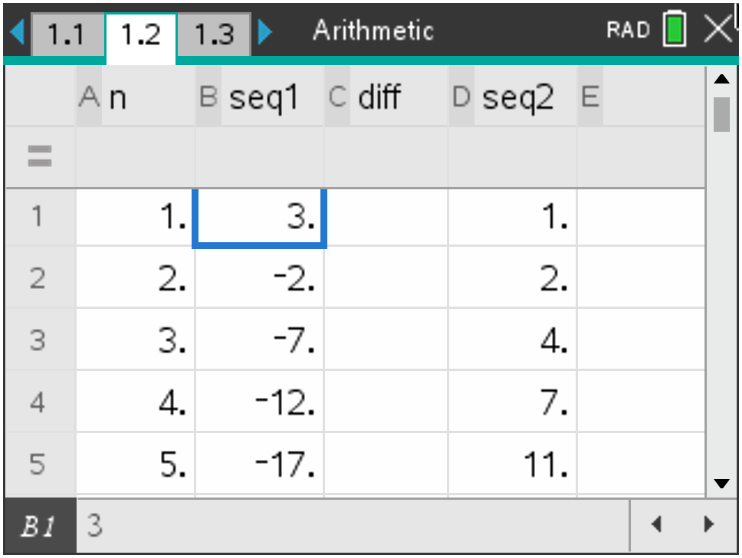 1.1 1.2 1.3 Arithmetic RAD
A n B seq1 C diff D seq2 E
=
1 1. 3. 1.
2 2. -2. 2.
3 3. -7. 4.
4 4. -12. 7.
5 5. -17. 11.
B1 3